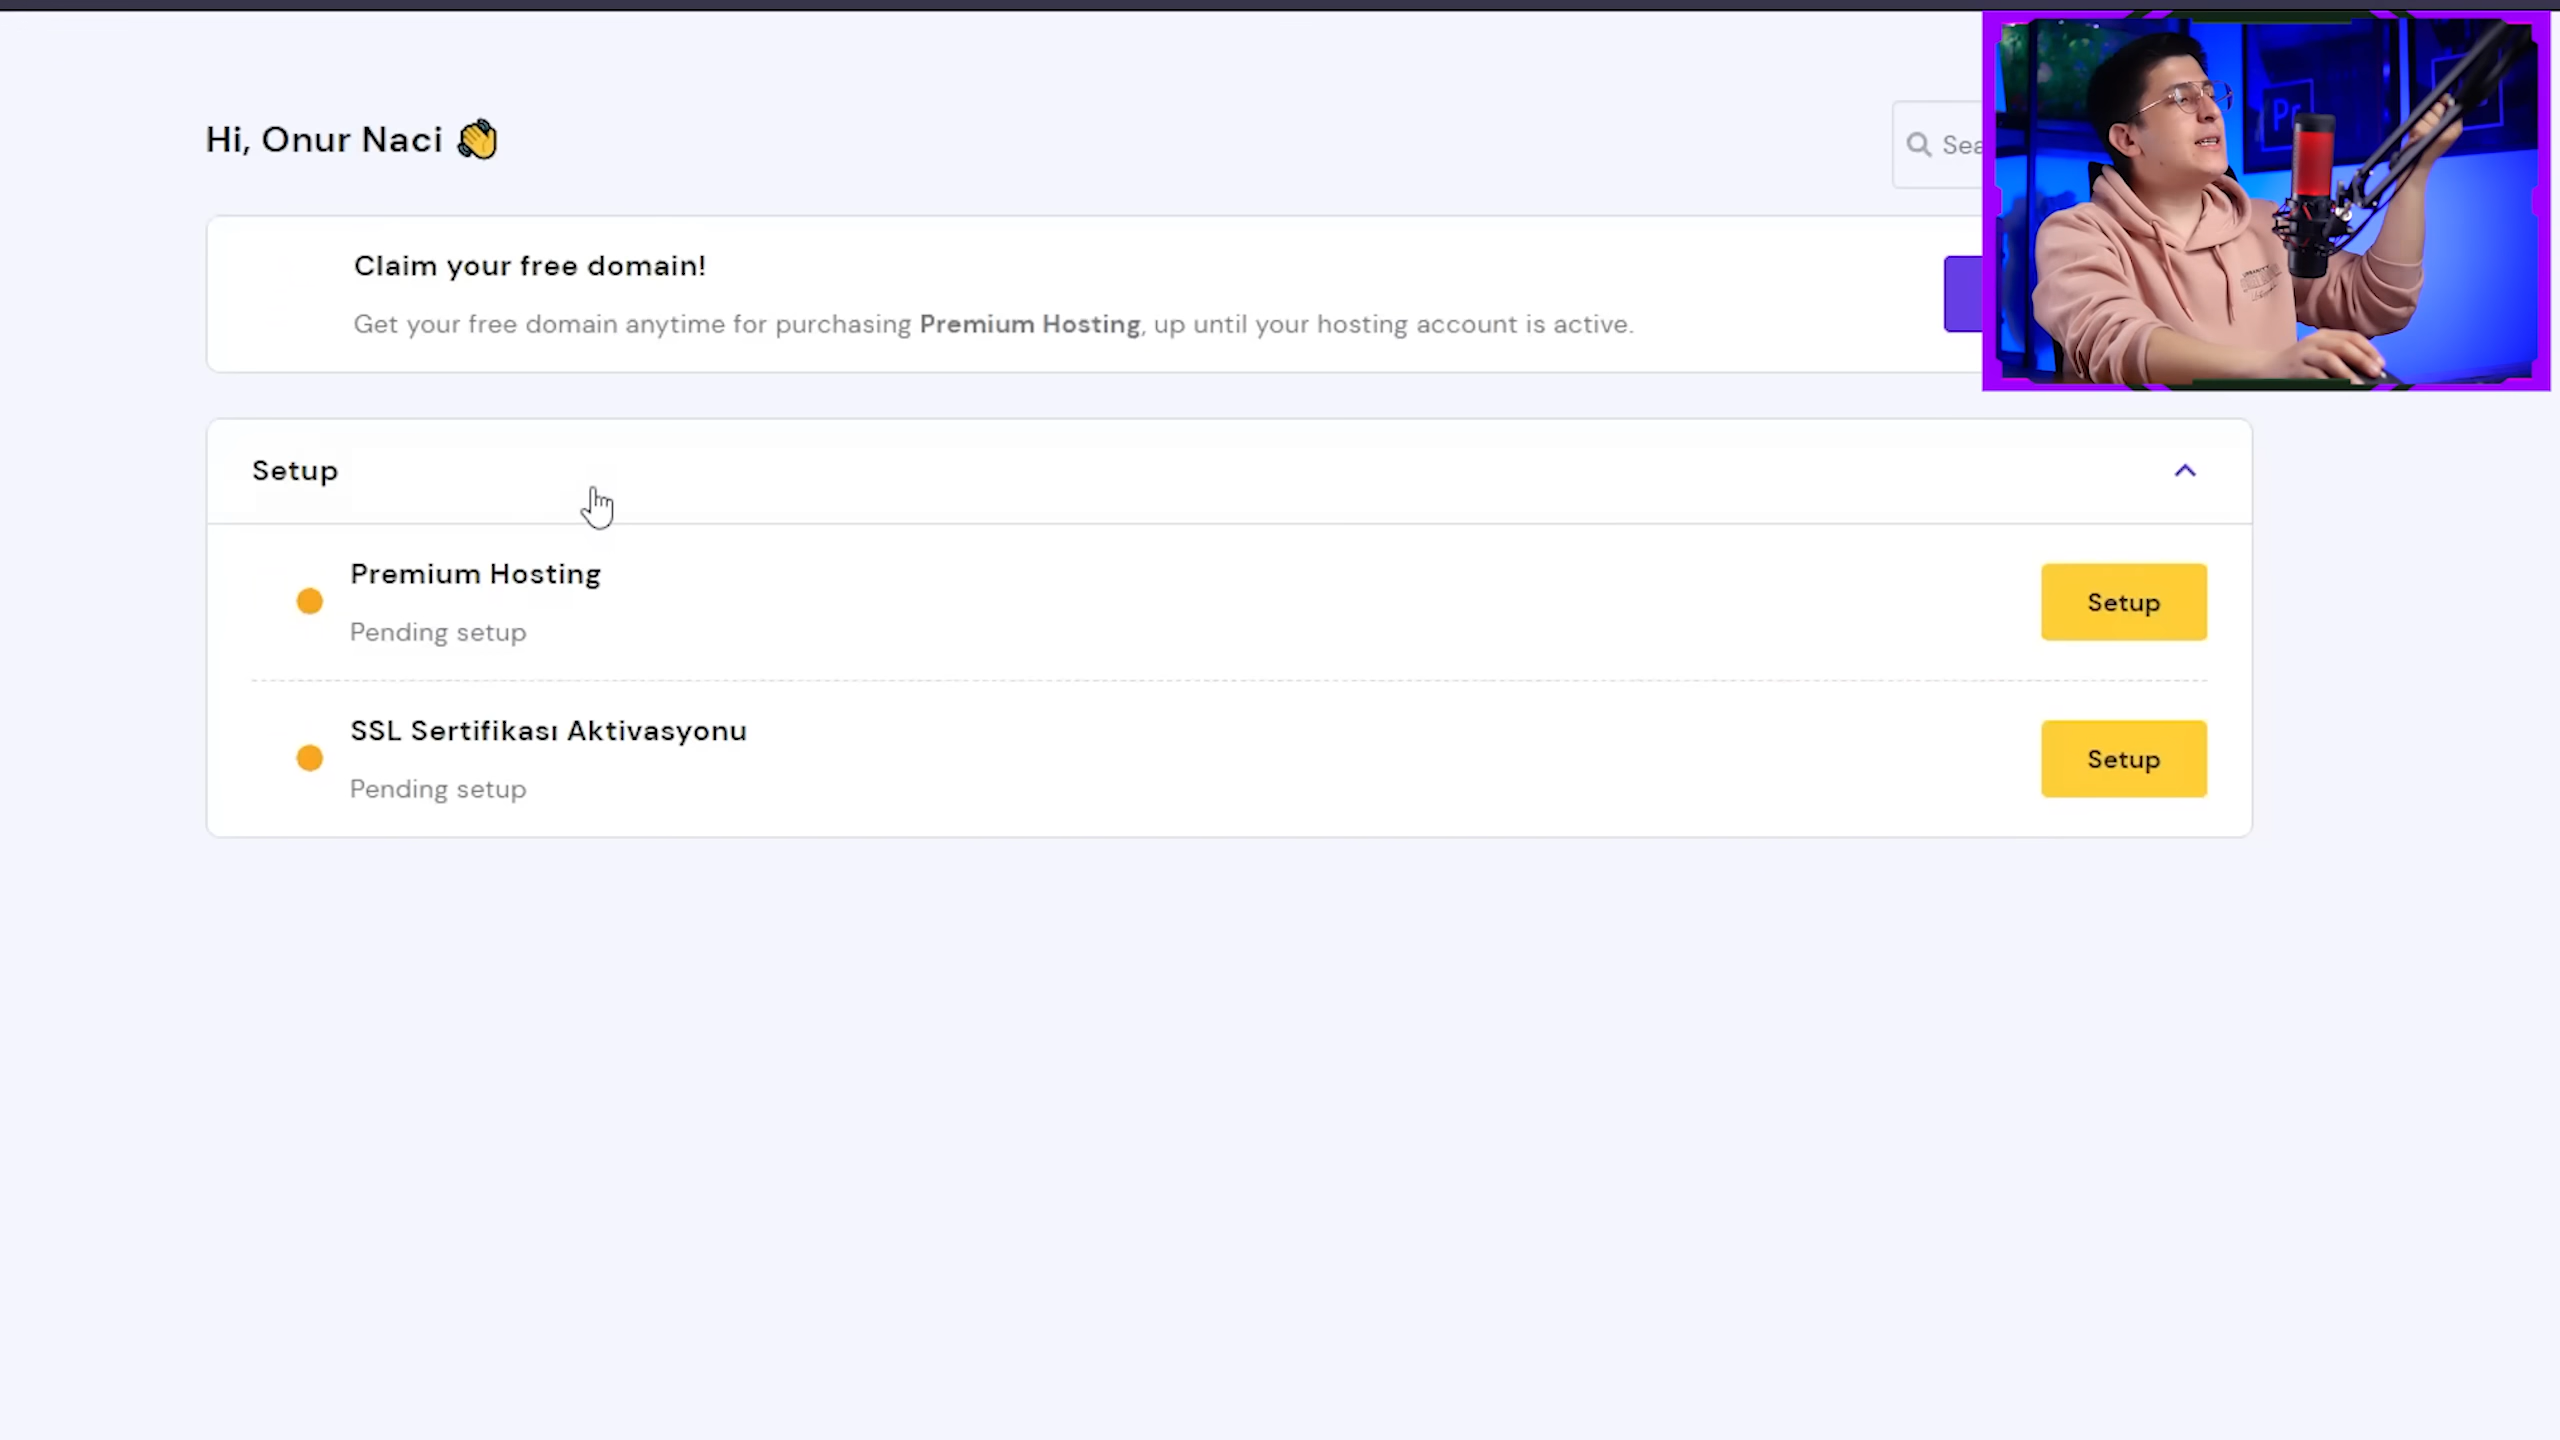 Hi, Onur Naci
Claim your free domain!
Get your free domain anytime for purchasing Premium Hosting, up until your hosting account is active.
Setup
Premium Hosting
Pending setup
Setup
SSL Sertifikası Aktivasyonu
Pending setup
Setup
Pr